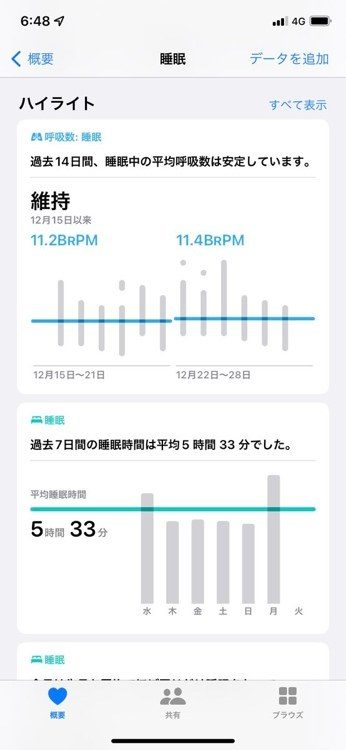 6:48
4G
概要
睡眠
データを追加
ハイライト
すべて表示
呼吸数: 睡眠
過去14日間、睡眠中の平均呼吸数は安定しています。
維持
12月15日以来
11.2BRPM
11.4BRPM
12月15日〜21日
12月22日〜28日
睡眠
過去7日間の睡眠時間は平均5 時間 33 分でした。
平均睡眠時間
5時間 33分
水 木 金 土 日 月 火
睡眠
概要
共有
ブラウズ